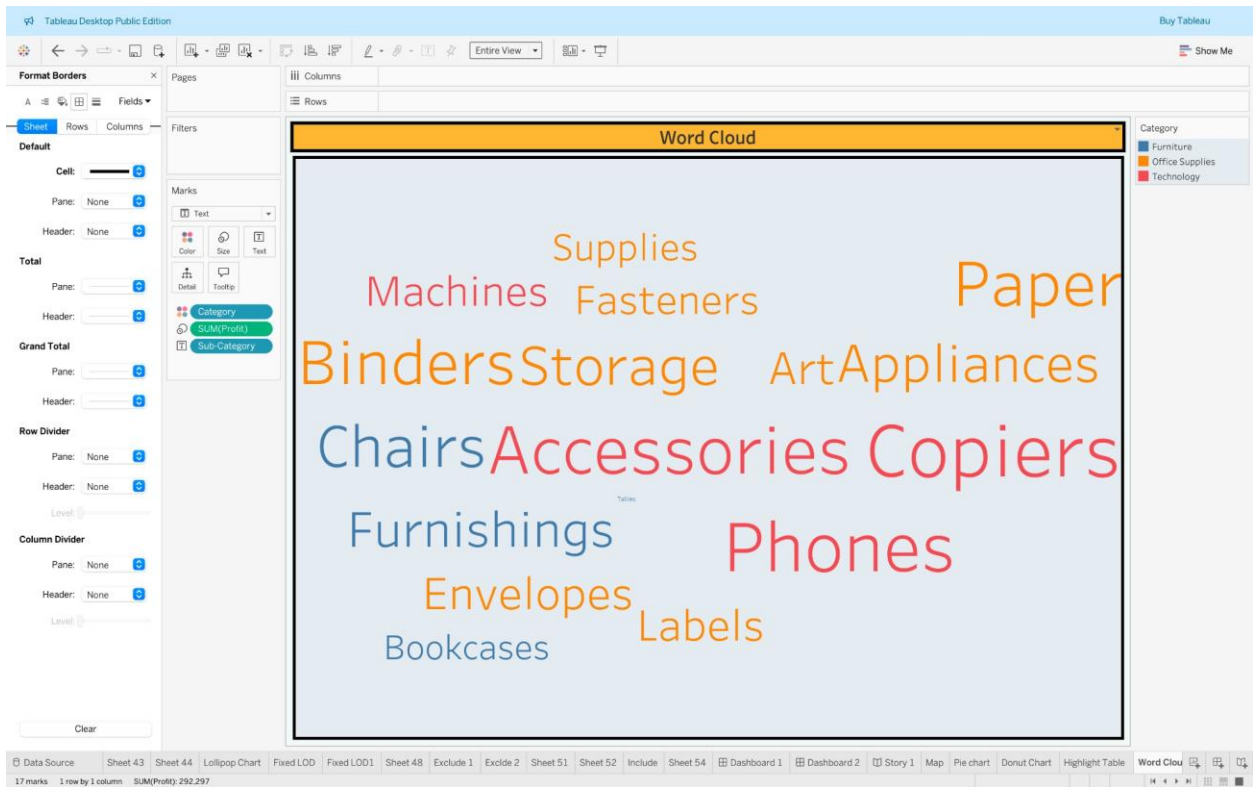 Tableau Desktop Public Edition
Buy Tableau
Entire View
Show Me
Format Borders
Fields
Sheet Rows Columns
Default
Cell:
Pane: None
Header: None
Total
Pane:
Header:
Grand Total
Pane:
Header:
Row Divider
Pane: None
Header: None
Level:
Column Divider
Pane: None
Header: None
Level:
Clear
Pages
Filters
Marks
Text
Color Size Text
Detail Tooltip
Category
SUM(Profit)
Sub-Category
Columns
Rows
Word Cloud
Supplies
Machines
Fasteners
Paper
Binders Storage Art Appliances
Chairs Accessories Copiers
Tables
Furnishings
Phones
Envelopes
Labels
Bookcases
Category
Furniture
Office Supplies
Technology
Data Source Sheet 43 Sheet 44 Lollipop Chart Fixed LOD Fixed LOD1 Sheet 48 Exclude 1 Exclde 2 Sheet 51 Sheet 52 Include Sheet 54 Dashboard 1 Dashboard 2 Story 1 Map Pie chart Donut Chart Highlight Table Word Clou
17 marks 1 row by 1 column SUM(Profit): 292,297